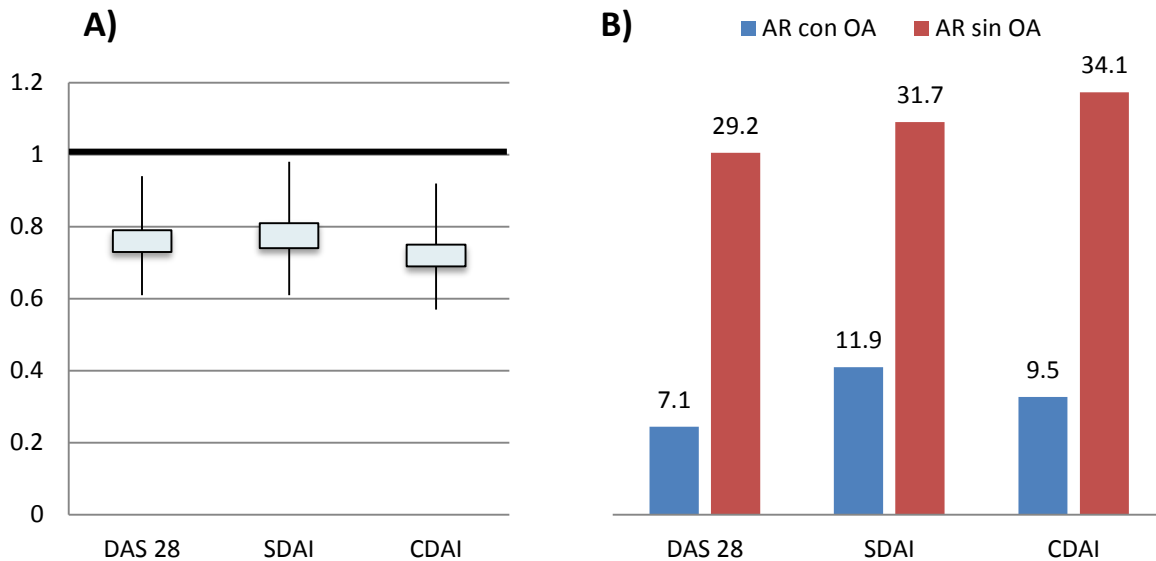 A)
1.2
1
0.8
0.6
0.4
0.2
0
DAS 28 SDAI CDAI
B)
AR con OA AR sin OA
7.1 29.2 11.9 31.7 9.5 34.1
DAS 28 SDAI CDAI